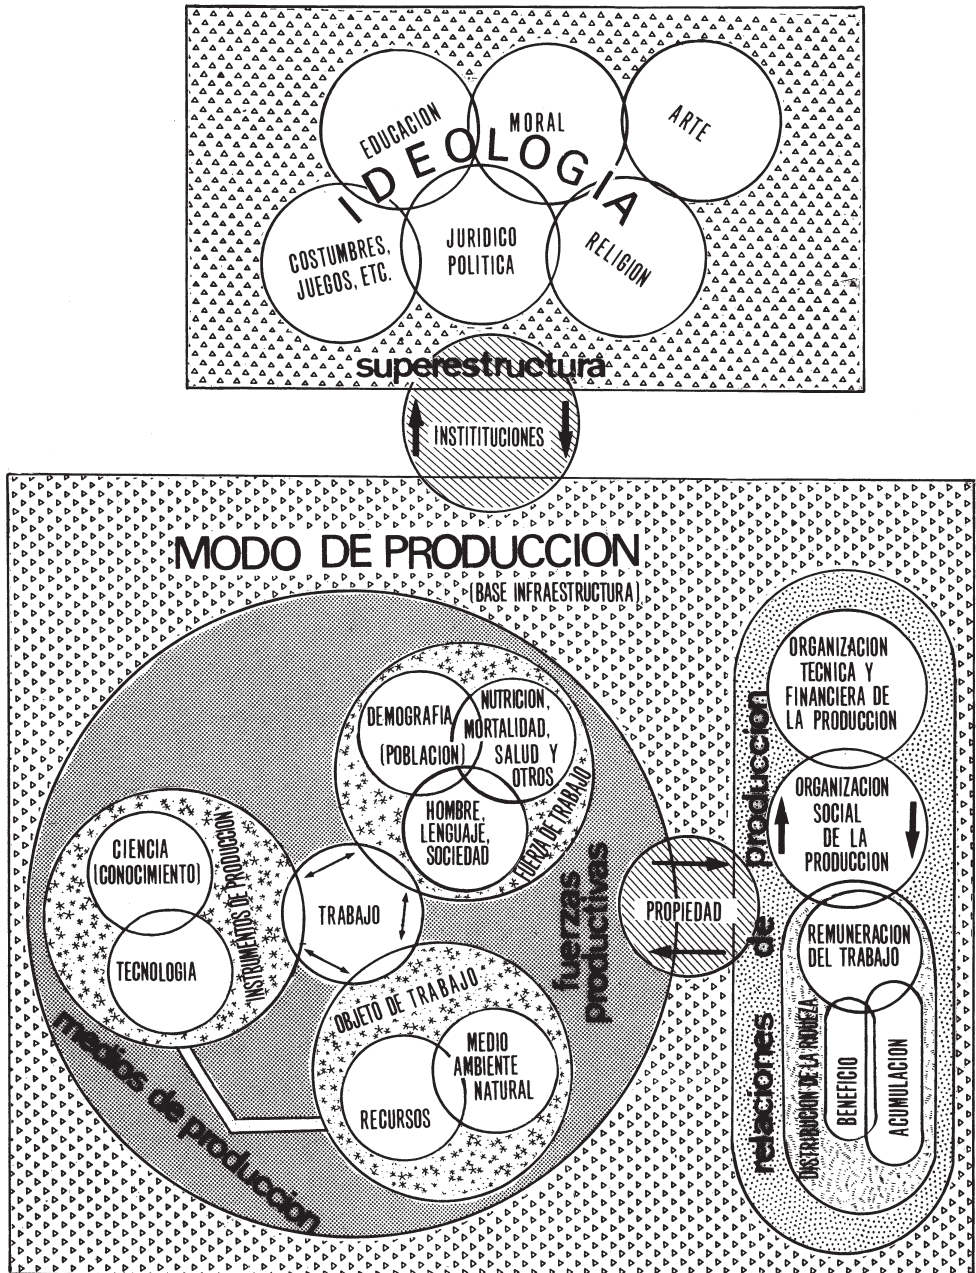 EDUCACION
MORAL
ARTE
IDEOLOGIA
COSTUMBRES,
JUEGOS, ETC.
JURIDICO
POLITICA
RELIGION
superestructura
INSTITITUCIONES
MODO DE PRODUCCION
(BASE INFRAESTRUCTURA)
DEMOGRAFIA
(POBLACION)
NUTRICION,
MORTALIDAD,
SALUD Y
OTROS
HOMBRE,
LENGUAJE,
SOCIEDAD
FUERZA DE TRABAJO
CIENCIA
(CONOCIMIENTO)
TECNOLOGIA
INSTRUMENTOS DE PRODUCCION
TRABAJO
OBJETO DE TRABAJO
MEDIO
AMBIENTE
NATURAL
RECURSOS
medios de produccion
fuerzas
productivas
PROPIEDAD
relaciones de produccion
ORGANIZACION
TECNICA Y
FINANCIERA DE
LA PRODUCCION
ORGANIZACION
SOCIAL
DE LA
PRODUCCION
REMUNERACION
DEL TRABAJO
DISTRIBUCION DE LA RIQUEZA
BENEFICIO
ACUMULACION